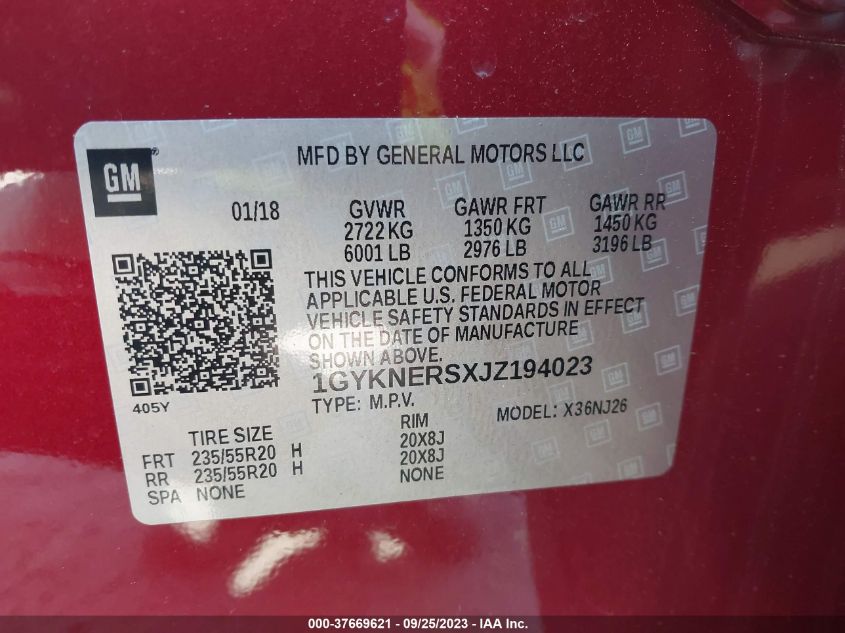 GM®
MFD BY GENERAL MOTORS LLC
01/18 GVWR GAWR FRT GAWR RR
2722 KG 1350 KG 1450 KG
6001 LB 2976 LB 3196 LB
THIS VEHICLE CONFORMS TO ALL
APPLICABLE U.S. FEDERAL MOTOR
VEHICLE SAFETY STANDARDS IN EFFECT
ON THE DATE OF MANUFACTURE
SHOWN ABOVE.
1GYKNERSXJZ194023
405Y
TYPE: M.P.V. MODEL: X36NJ26
TIRE SIZE RIM
FRT 235/55R20 H 20X8J
RR 235/55R20 H 20X8J
SPA NONE NONE
000-37669621 - 09/25/2023 - IAA Inc.